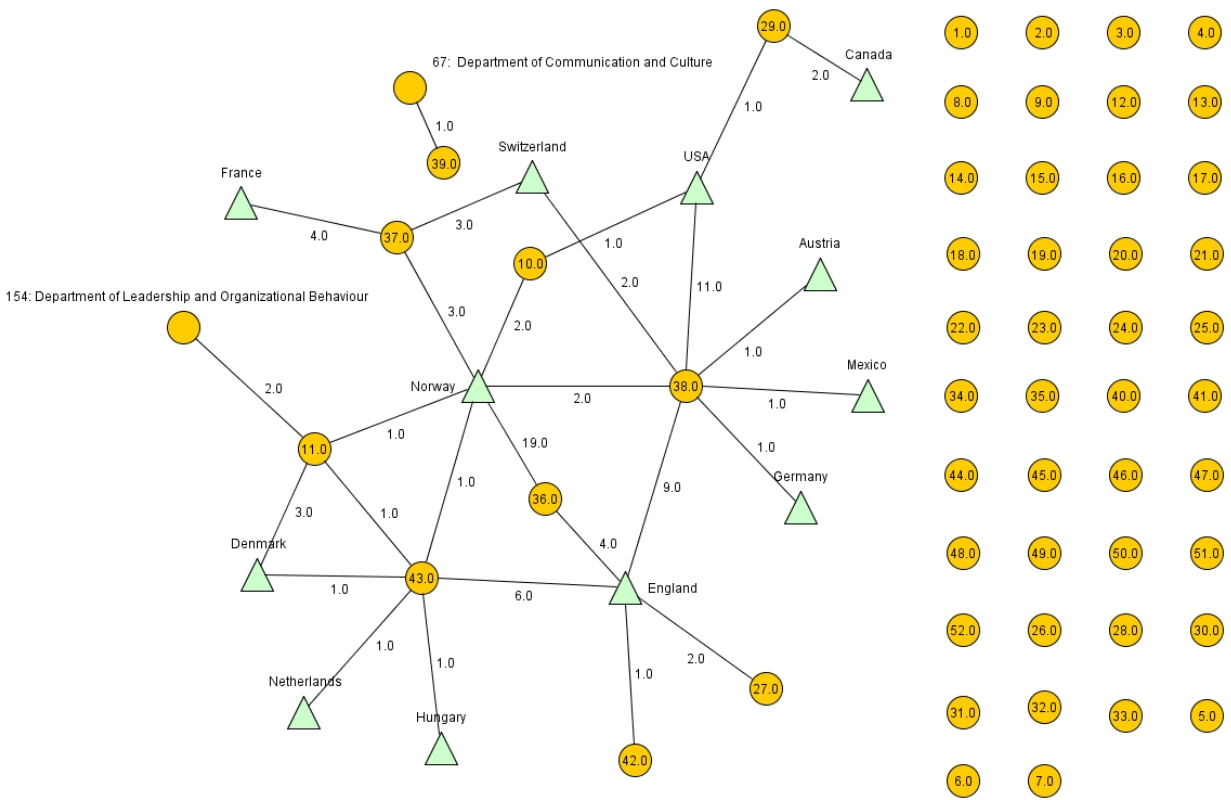 29.0
1.0 2.0 3.0 4.0
Canada
67: Department of Communication and Culture
2.0
8.0 9.0 12.0 13.0
1.0
1.0
Switzerland
USA
39.0
France
14.0 15.0 16.0 17.0
3.0
4.0
37.0
1.0
Austria
10.0
18.0 19.0 20.0 21.0
2.0
11.0
154: Department of Leadership and Organizational Behaviour
3.0
2.0
22.0 23.0 24.0 25.0
1.0
Mexico
2.0
Norway
38.0
2.0
1.0
34.0 35.0 40.0 41.0
1.0
19.0
11.0
1.0
Germany
44.0 45.0 46.0 47.0
1.0
9.0
36.0
3.0
1.0
Denmark
4.0
48.0 49.0 50.0 51.0
43.0
1.0
6.0
England
52.0 26.0 28.0 30.0
1.0
1.0
2.0
1.0
Netherlands
27.0
Hungary
31.0 32.0 33.0 5.0
42.0
6.0 7.0